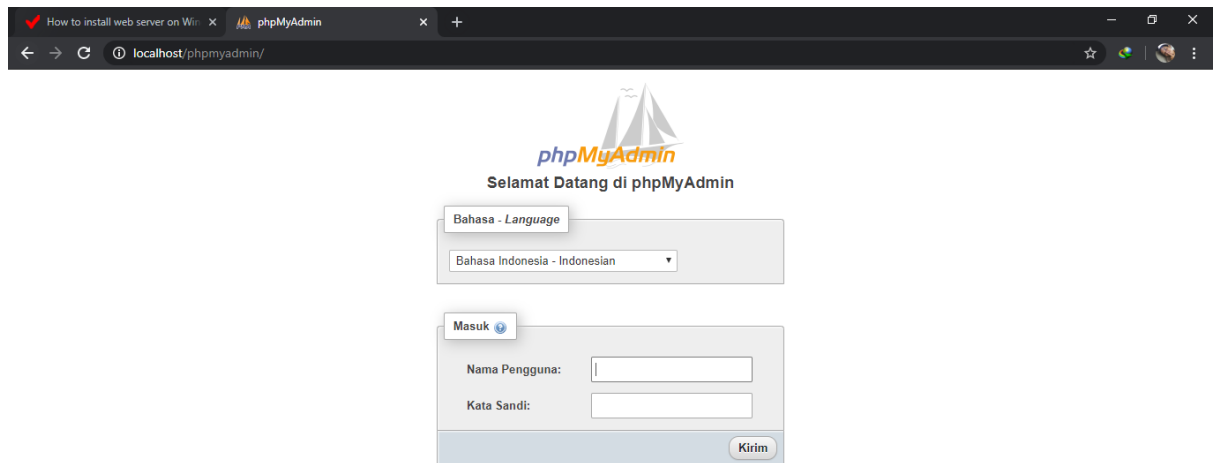 How to install web server on Win
phpMyAdmin
localhost/phpmyadmin/
phpMyAdmin
Selamat Datang di phpMyAdmin
Bahasa - Language
Bahasa Indonesia - Indonesian
Masuk
Nama Pengguna:
Kata Sandi:
Kirim